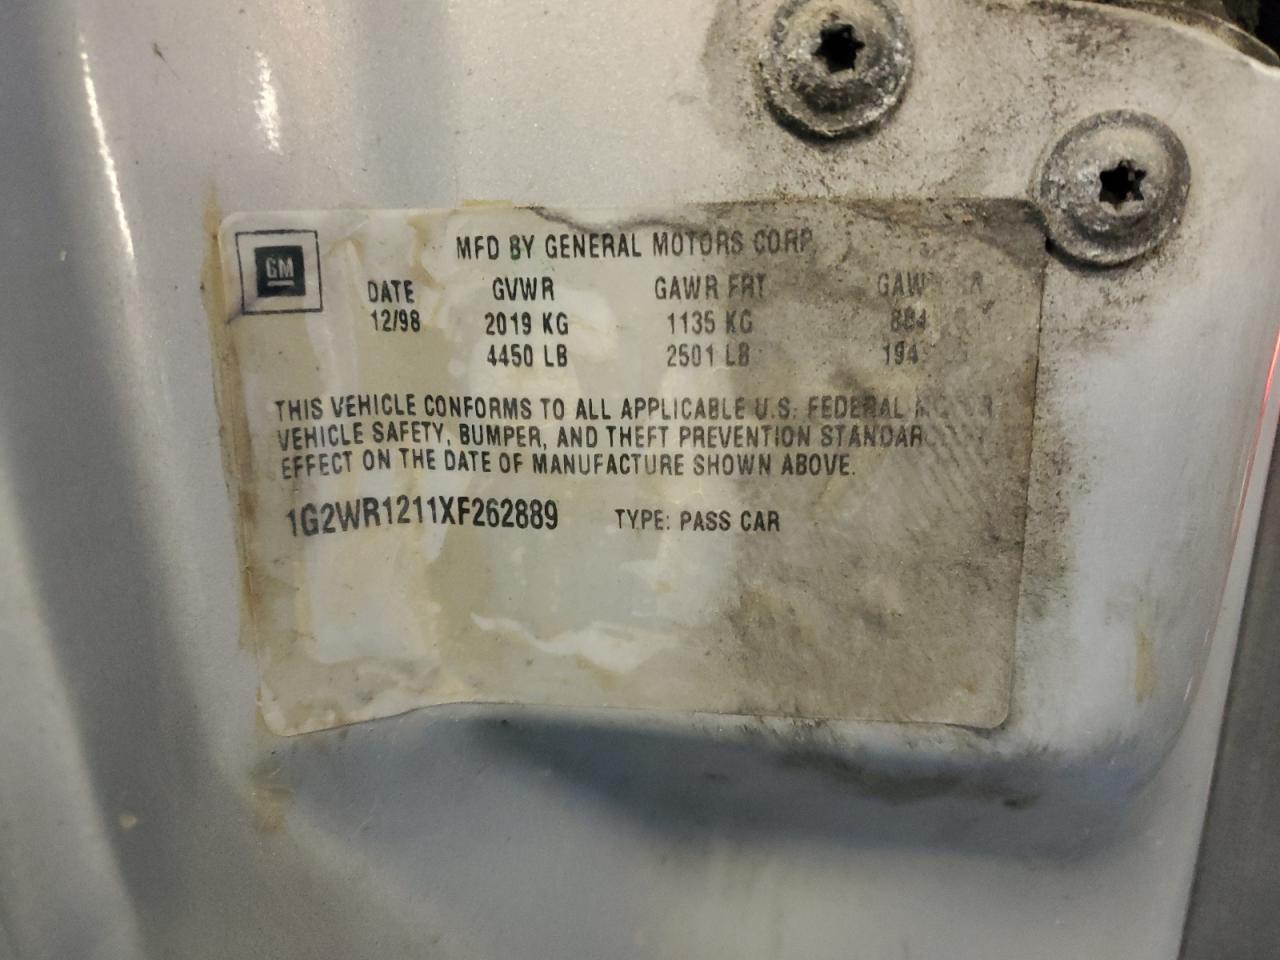 GM
MFD BY GENERAL MOTORS CORP
DATE GVWR GAWR FRT
12/98 2019 KG 1135 KG 884
4450 LB 2501 LB
THIS VEHICLE CONFORMS TO ALL APPLICABLE U.S. FEDERAL MOTOR
VEHICLE SAFETY, BUMPER, AND THEFT PREVENTION
EFFECT ON THE DATE OF MANUFACTURE SHOWN ABOVE.
1G2WR1211XF262889 TYPE: PASS CAR